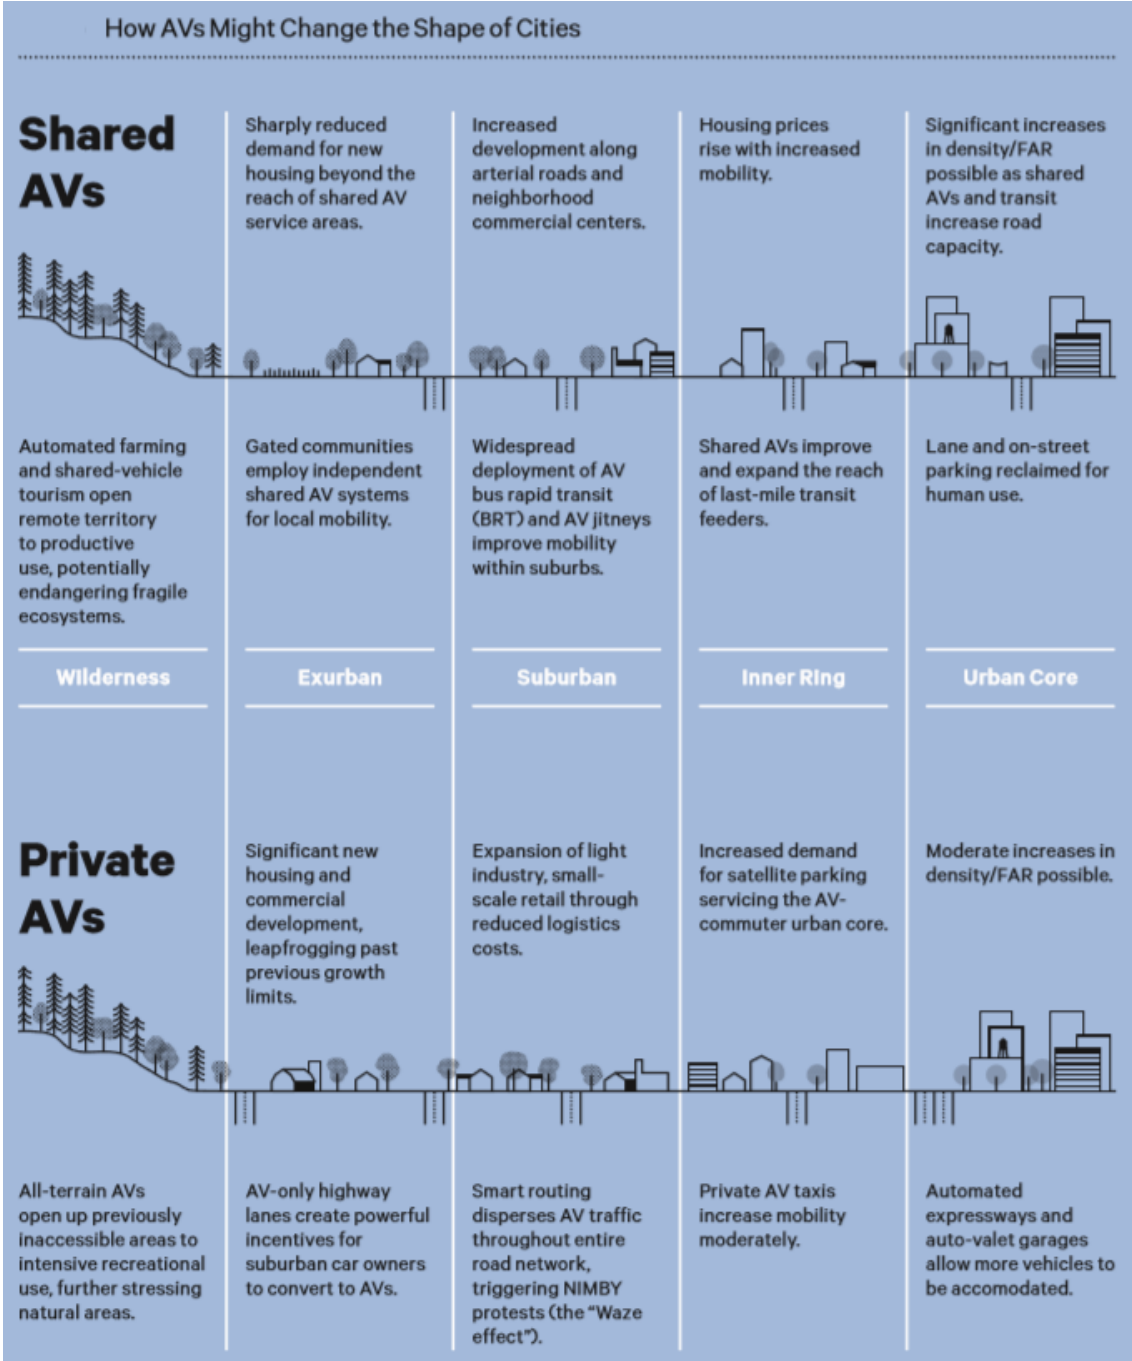 How AVs Might Change the Shape of Cities
Shared
AVs
Sharply reduced
demand for new
housing beyond the
reach of shared AV
service areas.
Increased
development along
arterial roads and
neighborhood
commercial centers.
Housing prices
rise with increased
mobility.
Significant increases
in density/FAR
possible as shared
AVs and transit
increase road
capacity.
Automated farming
and shared-vehicle
tourism open
remote territory
to productive
use, potentially
endangering fragile
ecosystems.
Gated communities
employ independent
shared AV systems
for local mobility.
Widespread
deployment of AV
bus rapid transit
(BRT) and AV jitneys
improve mobility
within suburbs.
Shared AVs improve
and expand the reach
of last-mile transit
feeders.
Lane and on-street
parking reclaimed for
human use.
Wilderness
Exurban
Suburban
Inner Ring
Urban Core
Private
AVs
Significant new
housing and
commercial
development,
leapfrogging past
previous growth
limits.
Expansion of light
industry, small-
scale retail through
reduced logistics
costs.
Increased demand
for satellite parking
servicing the AV-
commuter urban core.
Moderate increases in
density/FAR possible.
All-terrain AVs
open up previously
inaccessible areas to
intensive recreational
use, further stressing
natural areas.
AV-only highway
lanes create powerful
incentives for
suburban car owners
to convert to AVs.
Smart routing
disperses AV traffic
throughout entire
road network,
triggering NIMBY
protests (the “Waze
effect”).
Private AV taxis
increase mobility
moderately.
Automated
expressways and
auto-valet garages
allow more vehicles to
be accomodated.